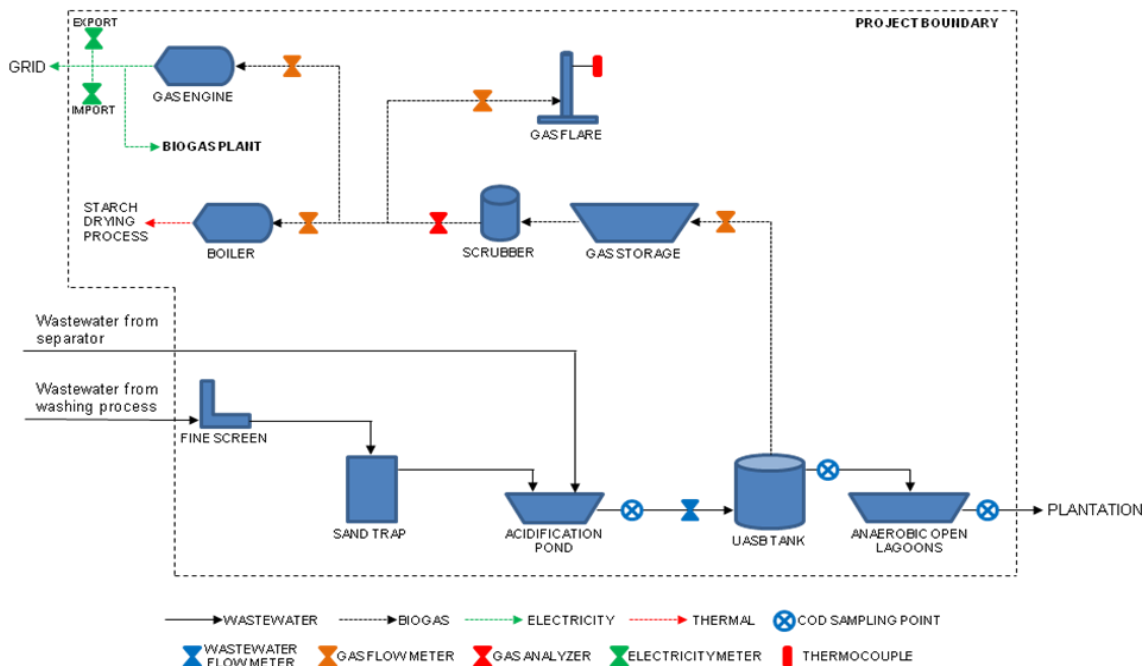 EXPORT
PROJECT BOUNDARY
GRID
GAS ENGINE
IMPORT
GAS FLARE
BIOGAS PLANT
STARCH
DRYING
PROCESS
BOILER
SCRUBBER
GAS STORAGE
Wastewater from
separator
Wastewater from
washing process
FINE SCREEN
SAND TRAP
ACIDIFICATION
POND
UASB TANK
ANAEROBIC OPEN
LAGOONS
PLANTATION
WASTEWATER
BIOGAS
ELECTRICITY
THERMAL
COD SAMPLING POINT
WASTEWATER
FLOW METER
GAS FLOW METER
GAS ANALYZER
ELECTRICITY METER
THERMOCOUPLE